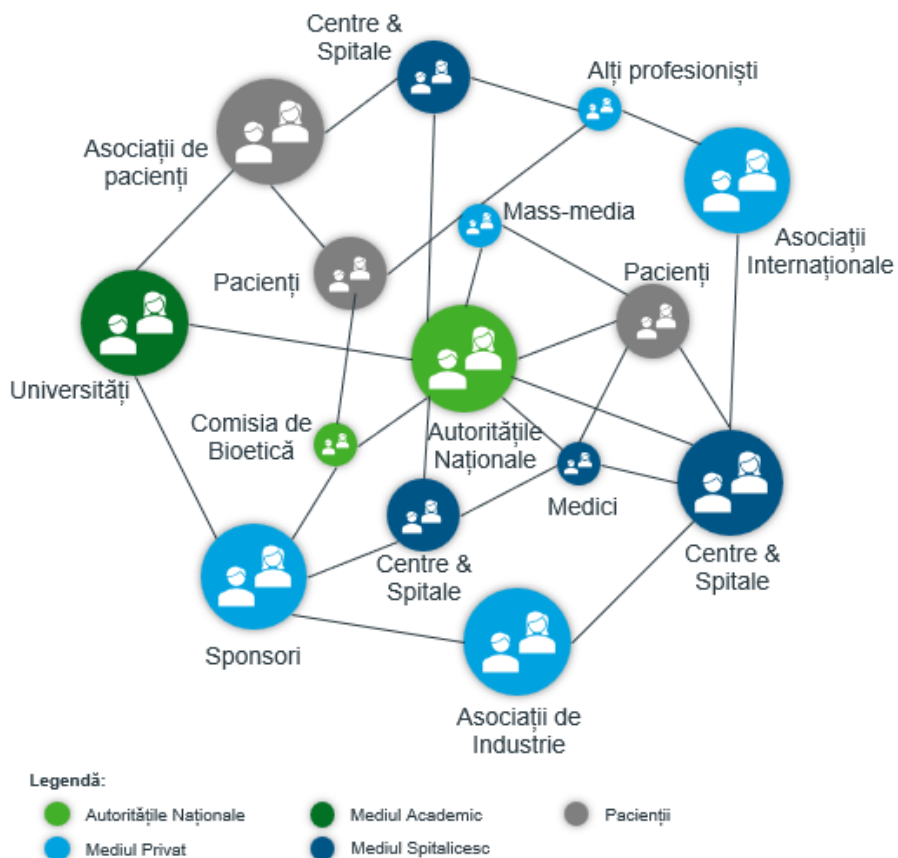 Centre &
Spitale
Alți profesioniști
Asociații de
pacienți
Mass-media
Asociații
Internaționale
Pacienți
Pacienți
Universități
Comisia de
Bioetică
Autoritățile
Naționale
Medici
Centre &
Spitale
Centre &
Spitale
Sponsori
Asociații de
Industrie
Legendă:
Autoritățile Naționale
Mediul Academic
Pacienții
Mediul Privat
Mediul Spitalicesc